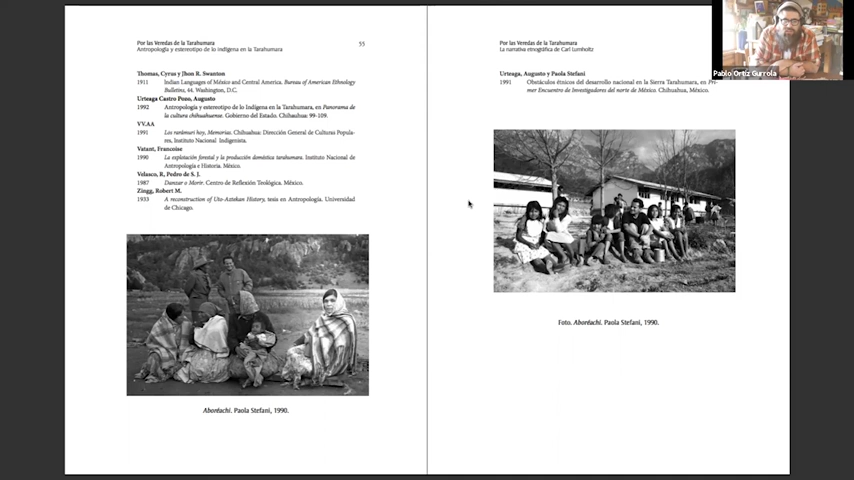 Por las Veredas de la Tarahumara
Antropología y estereotipo de lo indígena en la Tarahumara
55
Thomas, Cyrus y Jhon R. Swanton
1911 Indian Languages of México and Central America. Bureau of American Ethnology
Bulletins, 44. Washington, D.C.
Urteaga Castro Pozo, Augusto
1992 Antropología y estereotipo de lo Indígena en la Tarahumara, en Panorama de
la cultura chihuahuense. Gobierno del Estado. Chihuahua: 99-109.
VV.AA
1991 Los rarámuri hoy, Memorias. Chihuahua: Dirección General de Culturas Popula-
res, Instituto Nacional Indigenista.
Vatant, Francoise
1990 La explotación forestal y la producción doméstica tarahumara. Instituto Nacional de
Antropología e Historia. México.
Velasco, R, Pedro de S. J.
1987 Danzar o Morir. Centro de Reflexión Teológica, México.
Zingg, Robert M.
1933 A reconstruction of Uto-Aztekan History, tesis en Antropología. Universidad
de Chicago.
Aboréachi. Paola Stefani, 1990.
Por las Veredas de la Tarahumara
La narrativa etnográfica de Carl Lumholtz
Urteaga, Augusto y Paola Stefani
1991 Obstáculos étnicos del desarrollo nacional en la Sierra Tarahumara, en Pri-
mer Encuentro de Investigadores del norte de México. Chihuahua, México.
Foto. Aboréachi. Paola Stefani, 1990.
Pablo Ortiz Gurrola